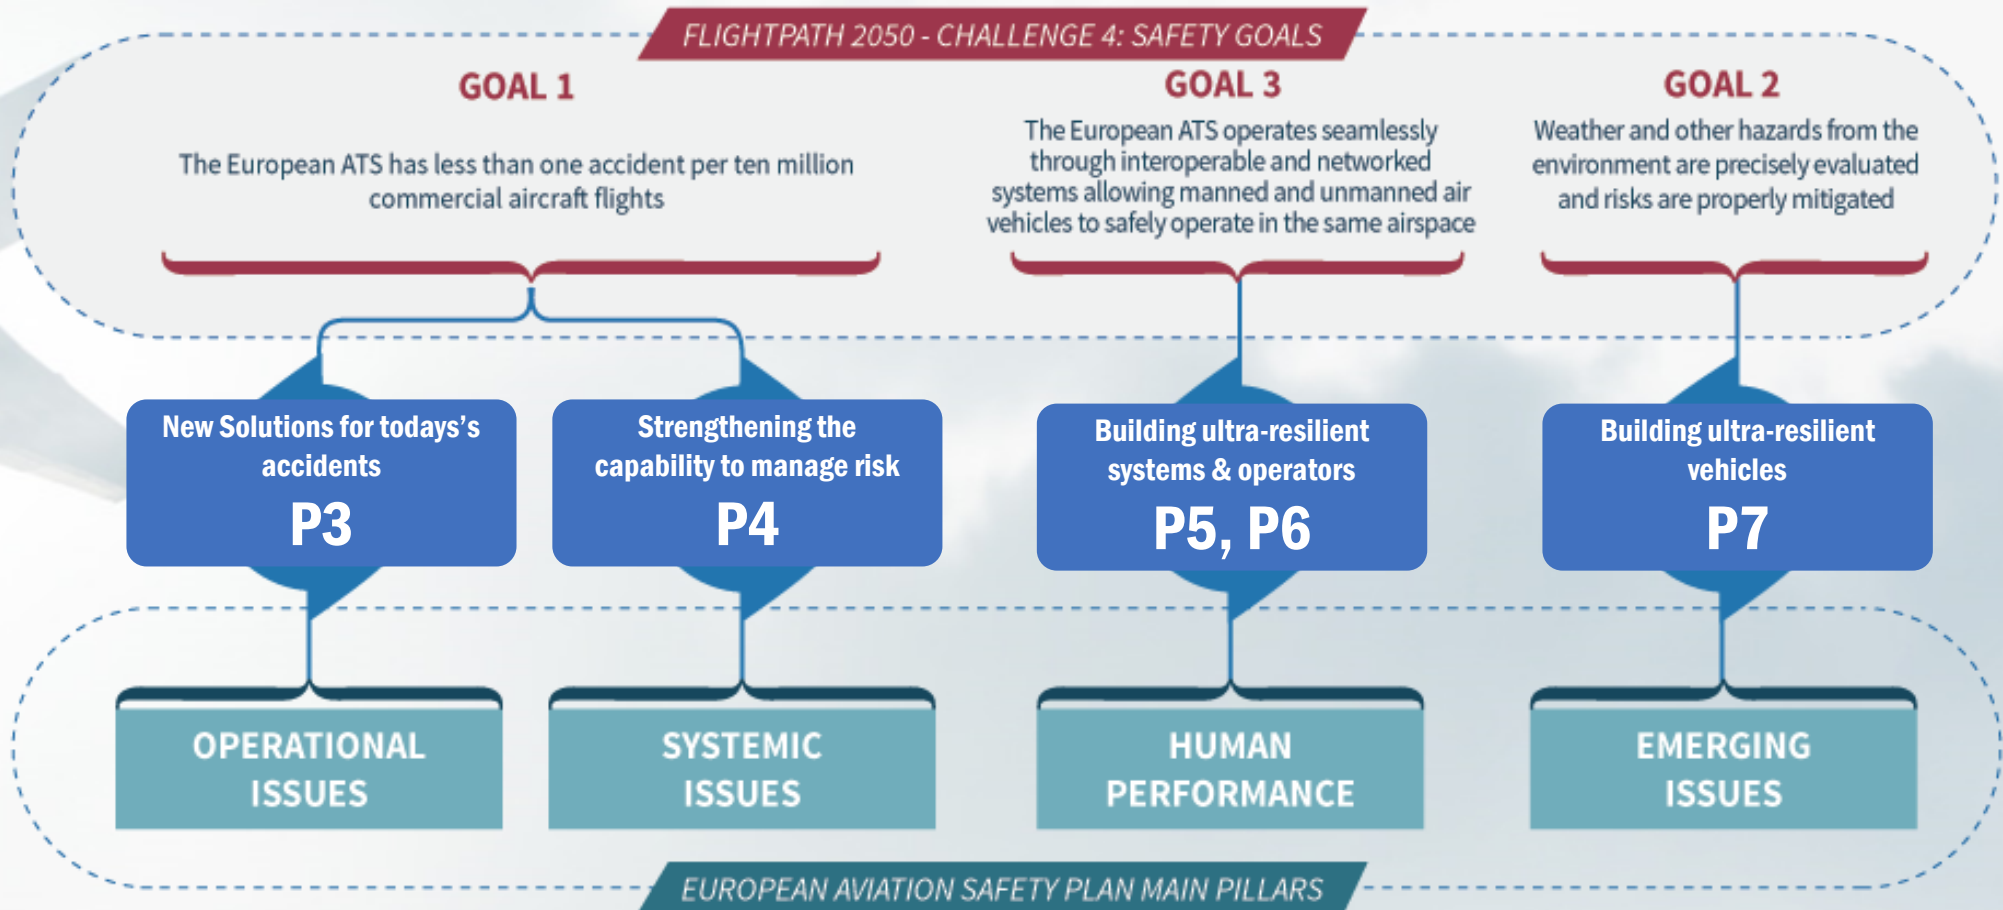 FLIGHTPATH 2050 - CHALLENGE 4: SAFETY GOALS
GOAL 1
The European ATS has less than one accident per ten million
commercial aircraft flights
GOAL 3
The European ATS operates seamlessly
through interoperable and networked
systems allowing manned and unmanned air
vehicles to safely operate in the same airspace
GOAL 2
Weather and other hazards from the
environment are precisely evaluated
and risks are properly mitigated
New Solutions for todays’s
accidents
P3
Strengthening the
capability to manage risk
P4
Building ultra-resilient
systems & operators
P5, P6
Building ultra-resilient
vehicles
P7
OPERATIONAL
ISSUES
SYSTEMIC
ISSUES
HUMAN
PERFORMANCE
EMERGING
ISSUES
EUROPEAN AVIATION SAFETY PLAN MAIN PILLARS